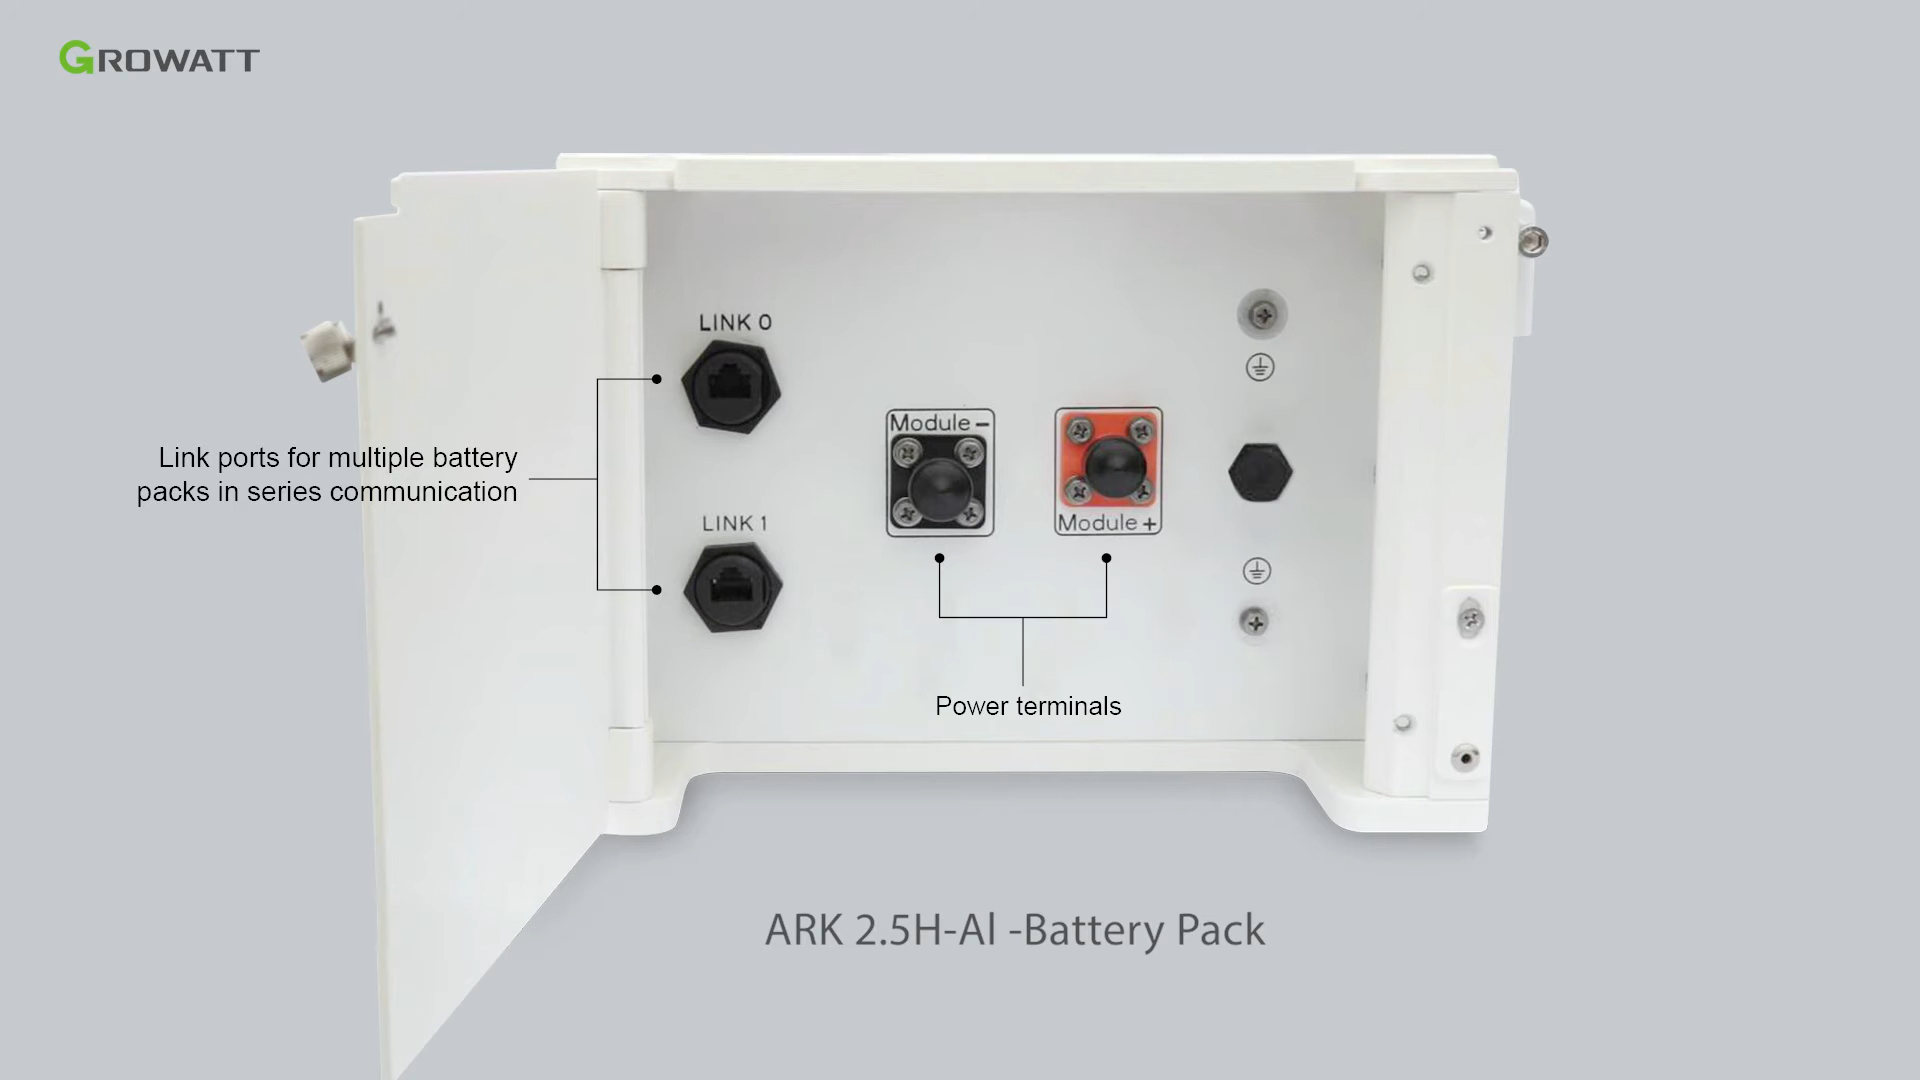 GROWATT
LINK 0
Module -
Link ports for multiple battery
packs in series communication
LINK 1
Module +
Power terminals
ARK 2.5H-Al -Battery Pack